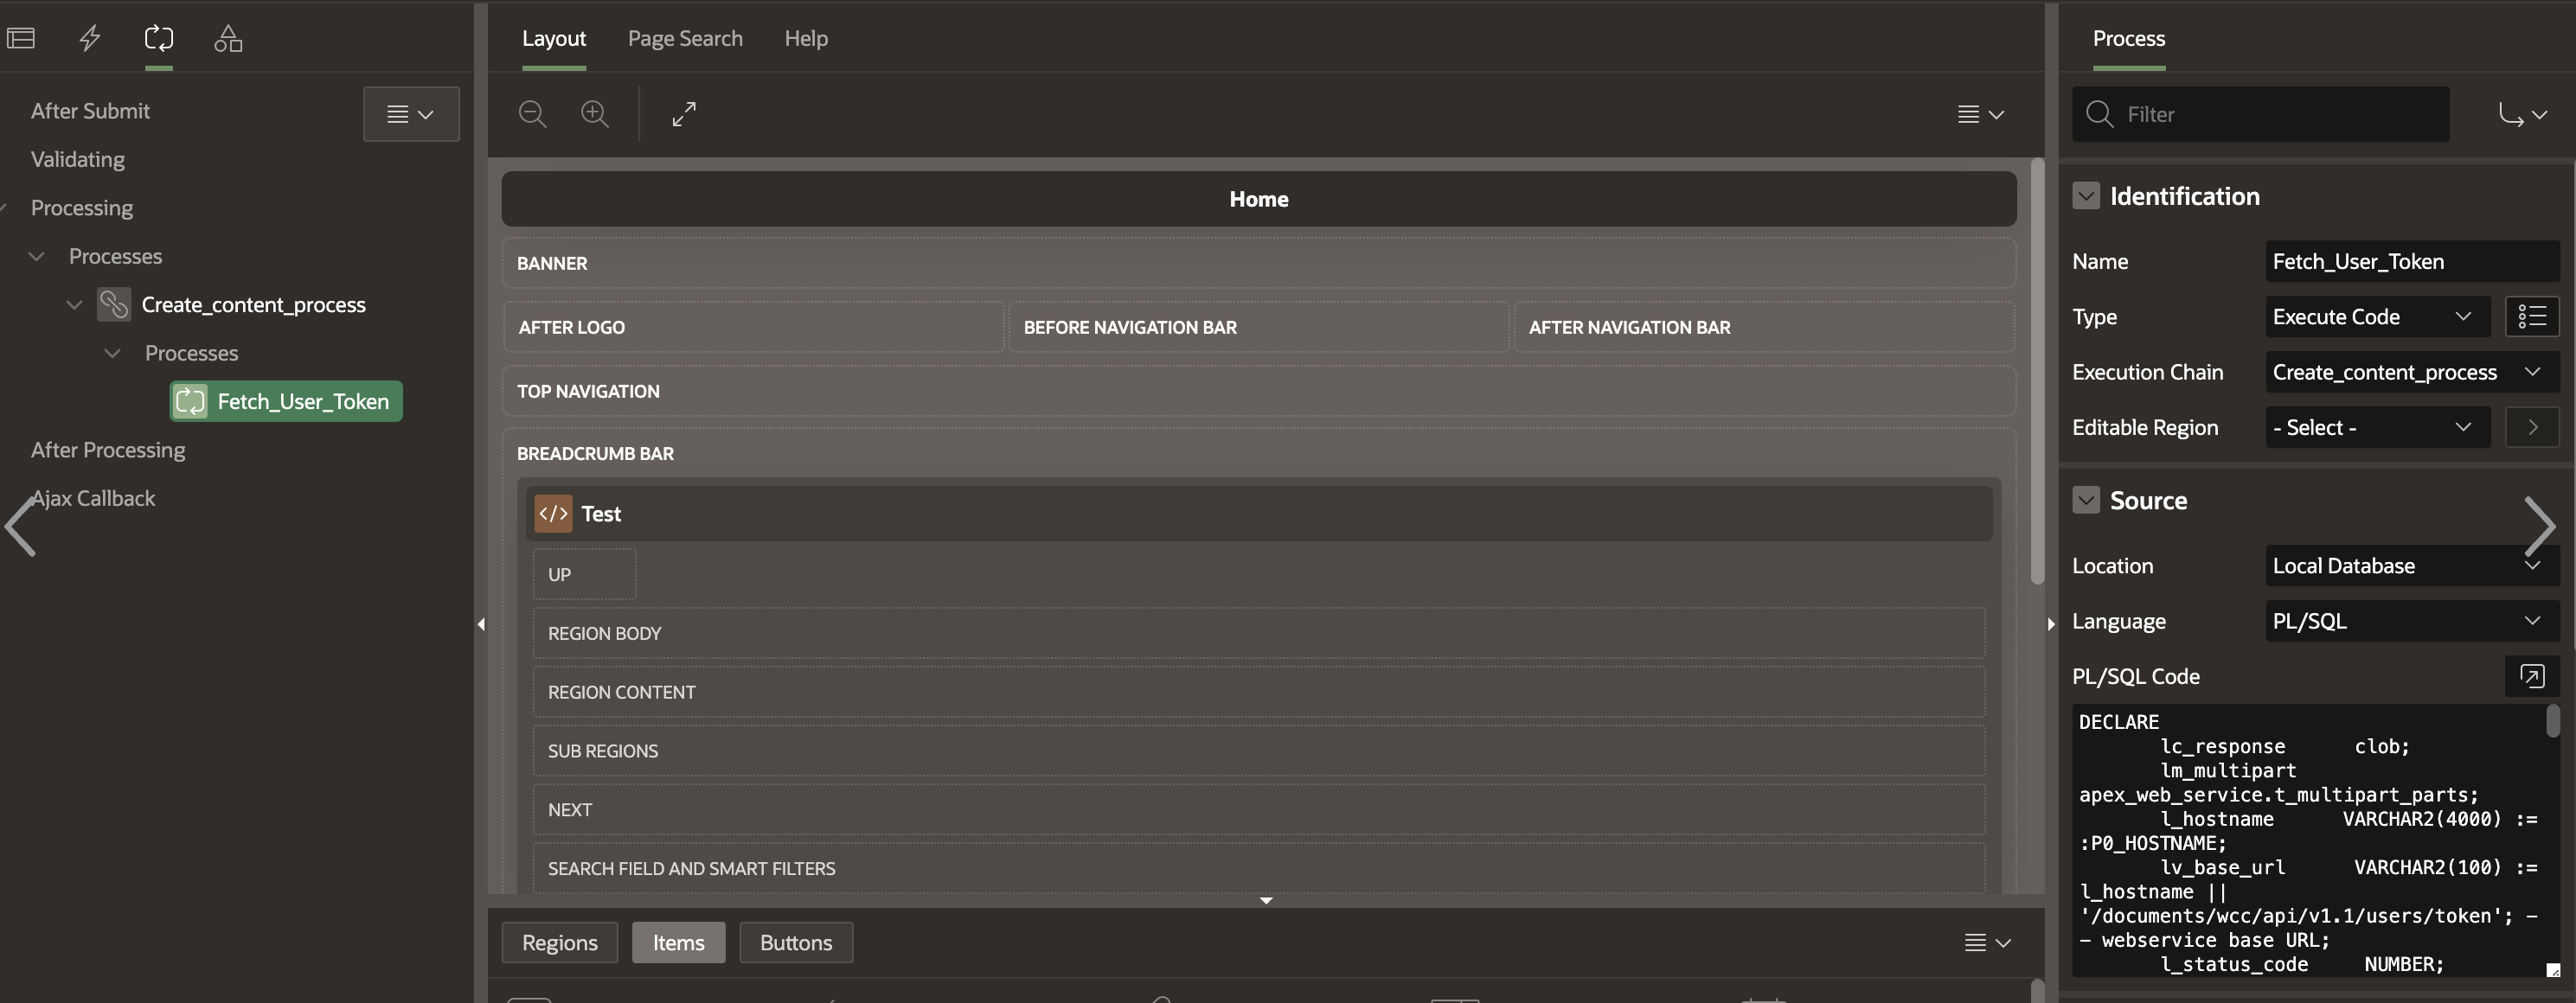 After Submit
Validating
Processing
Processes
Create_content_process
Processes
Fetch_User_Token
After Processing
Ajax Callback
Layout
Page Search
Help
Home
BANNER
AFTER LOGO
BEFORE NAVIGATION BAR
AFTER NAVIGATION BAR
TOP NAVIGATION
BREADCRUMB BAR
</> Test
UP
REGION BODY
REGION CONTENT
SUB REGIONS
NEXT
SEARCH FIELD AND SMART FILTERS
Regions
Items
Buttons
Process
Filter
Identification
Name Fetch_User_Token
Type Execute Code
Execution Chain Create_content_process
Editable Region - Select -
Source
Location Local Database
Language PL/SQL
PL/SQL Code
DECLARE
lc_response clob;
lm_multipart
apex_web_service.t_multipart_parts;
l_hostname VARCHAR2(4000) :=
:P0_HOSTNAME;
lv_base_url VARCHAR2(100) :=
l_hostname ||
'/documents/wcc/api/v1.1/users/token'; -
- webservice base URL;
l_status_code NUMBER;